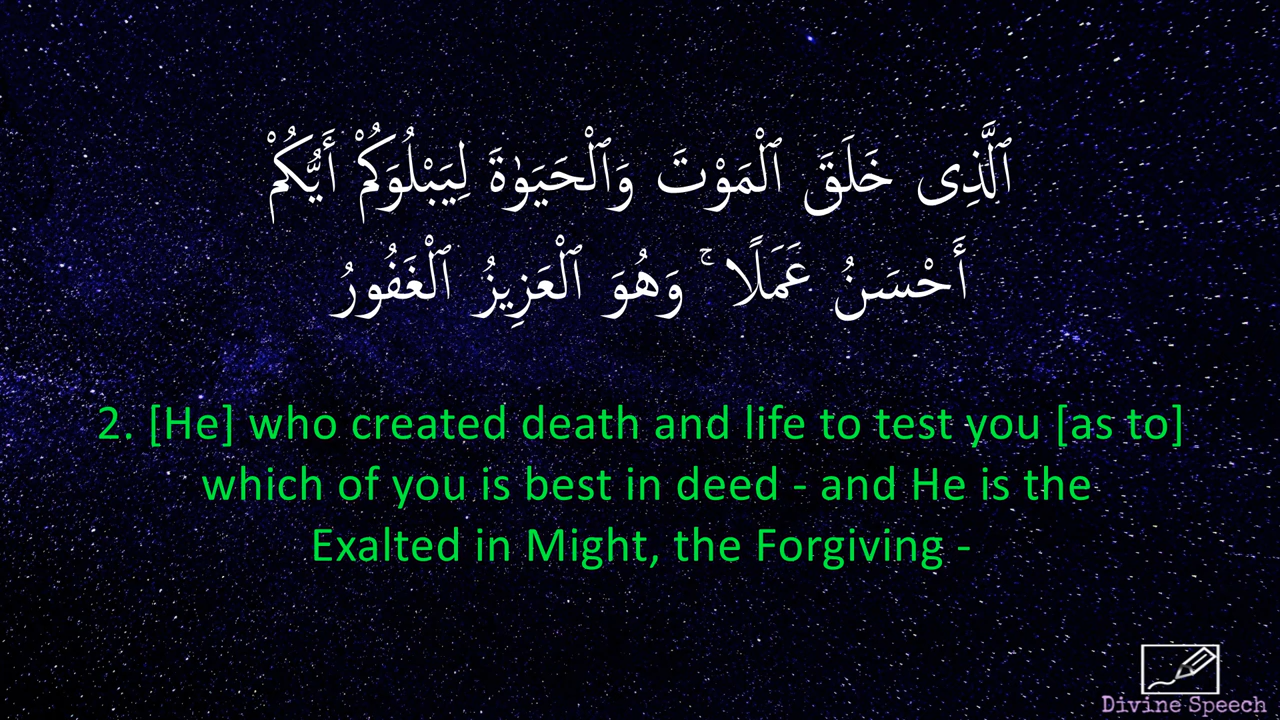 ٱلَّذِى خَلَقَ ٱلْمَوْتَ وَٱلْحَيَوٰةَ لِيَبْلُوَكُمْ أَيُّكُمْ
أَحْسَنُ عَمَلًا ۚ وَهُوَ ٱلْعَزِيزُ ٱلْغَفُورُ
2. [He] who created death and life to test you [as to]
which of you is best in deed - and He is the
Exalted in Might, the Forgiving -
Divine Speech